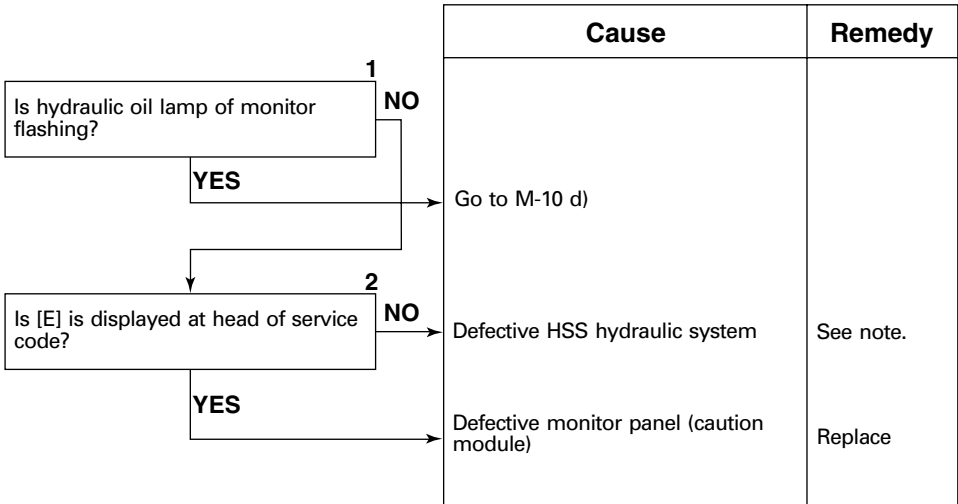 Cause
Remedy
1
Is hydraulic oil lamp of monitor
flashing?
NO
YES
Go to M-10 d)
2
Is [E] is displayed at head of service
code?
NO
Defective HSS hydraulic system
See note.
YES
Defective monitor panel (caution
module)
Replace